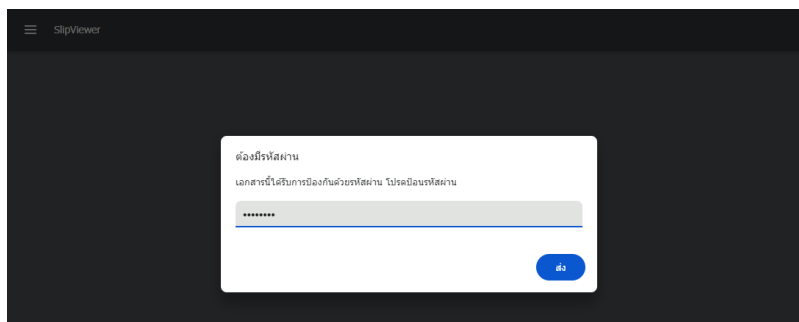 SlipViewer
ต้องมีรหัสผ่าน
เอกสารนี้ได้รับการป้องกันด้วยรหัสผ่าน โปรดป้อนรหัสผ่าน
••••••••
ส่ง